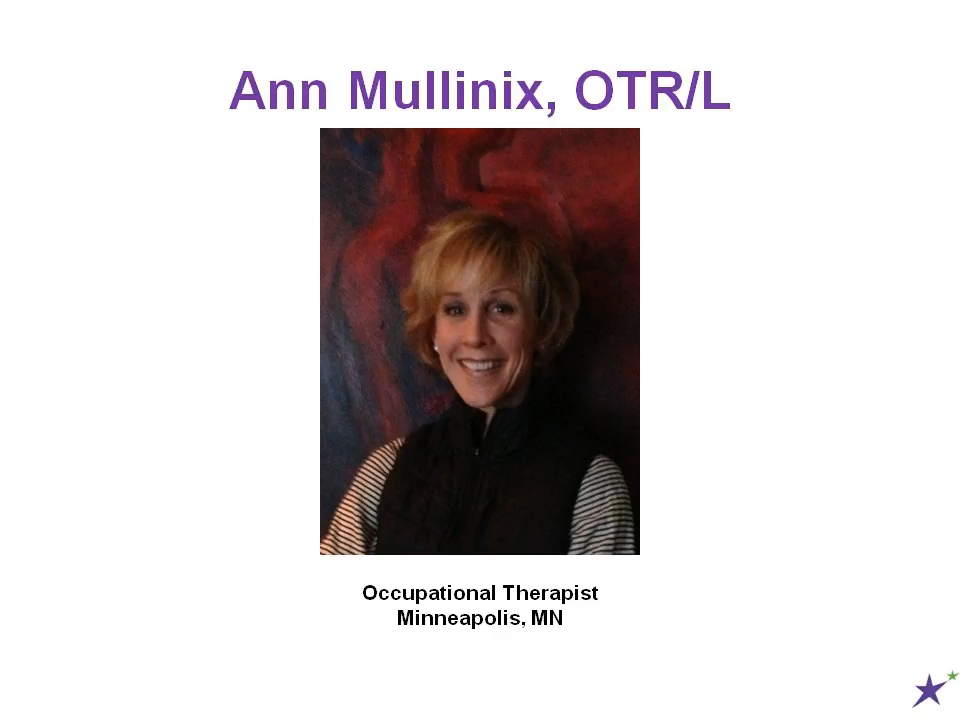 Ann Mullinix, OTR/L
Occupational Therapist
Minneapolis, MN